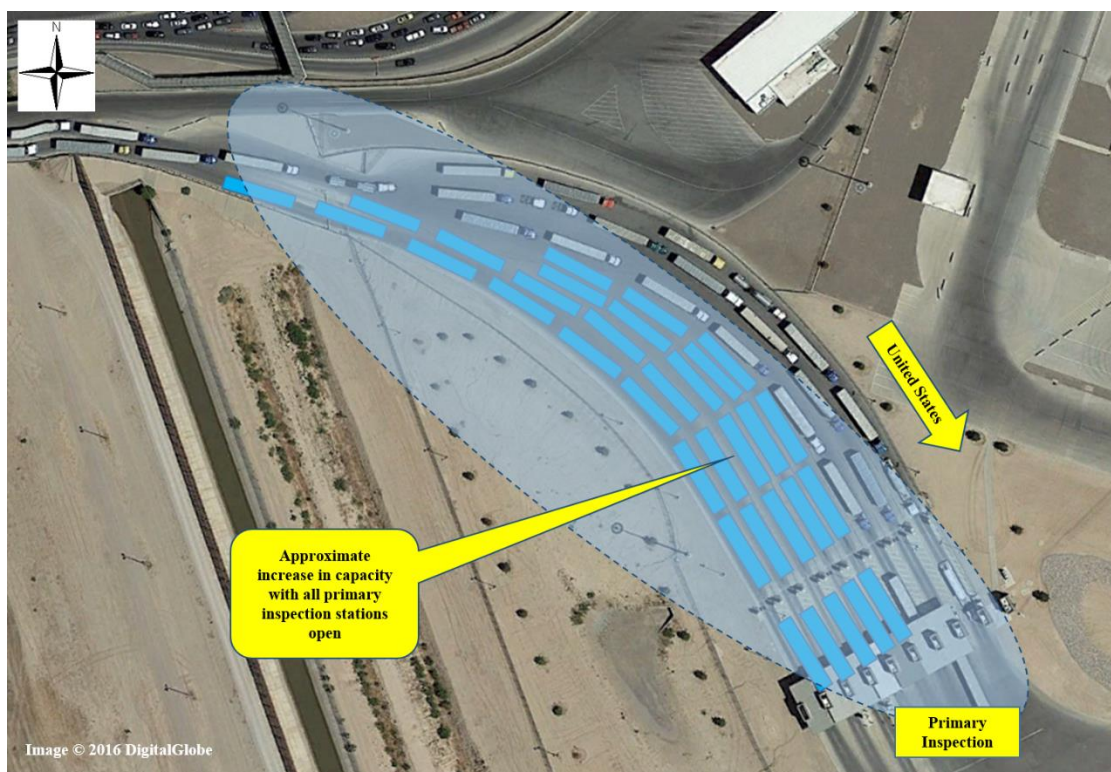 N
United States
Approximate
increase in capacity
with all primary
inspection stations
open
Primary
Inspection
Image © 2016 DigitalGlobe